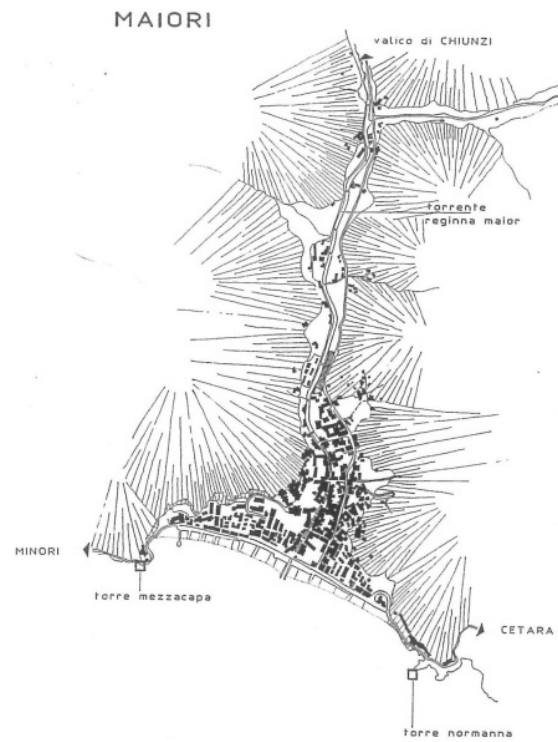 MAIORI
valico di CHIUNZI
torrente
reginna maior
MINORI
torre mezzacapa
CETARA
torre normanna